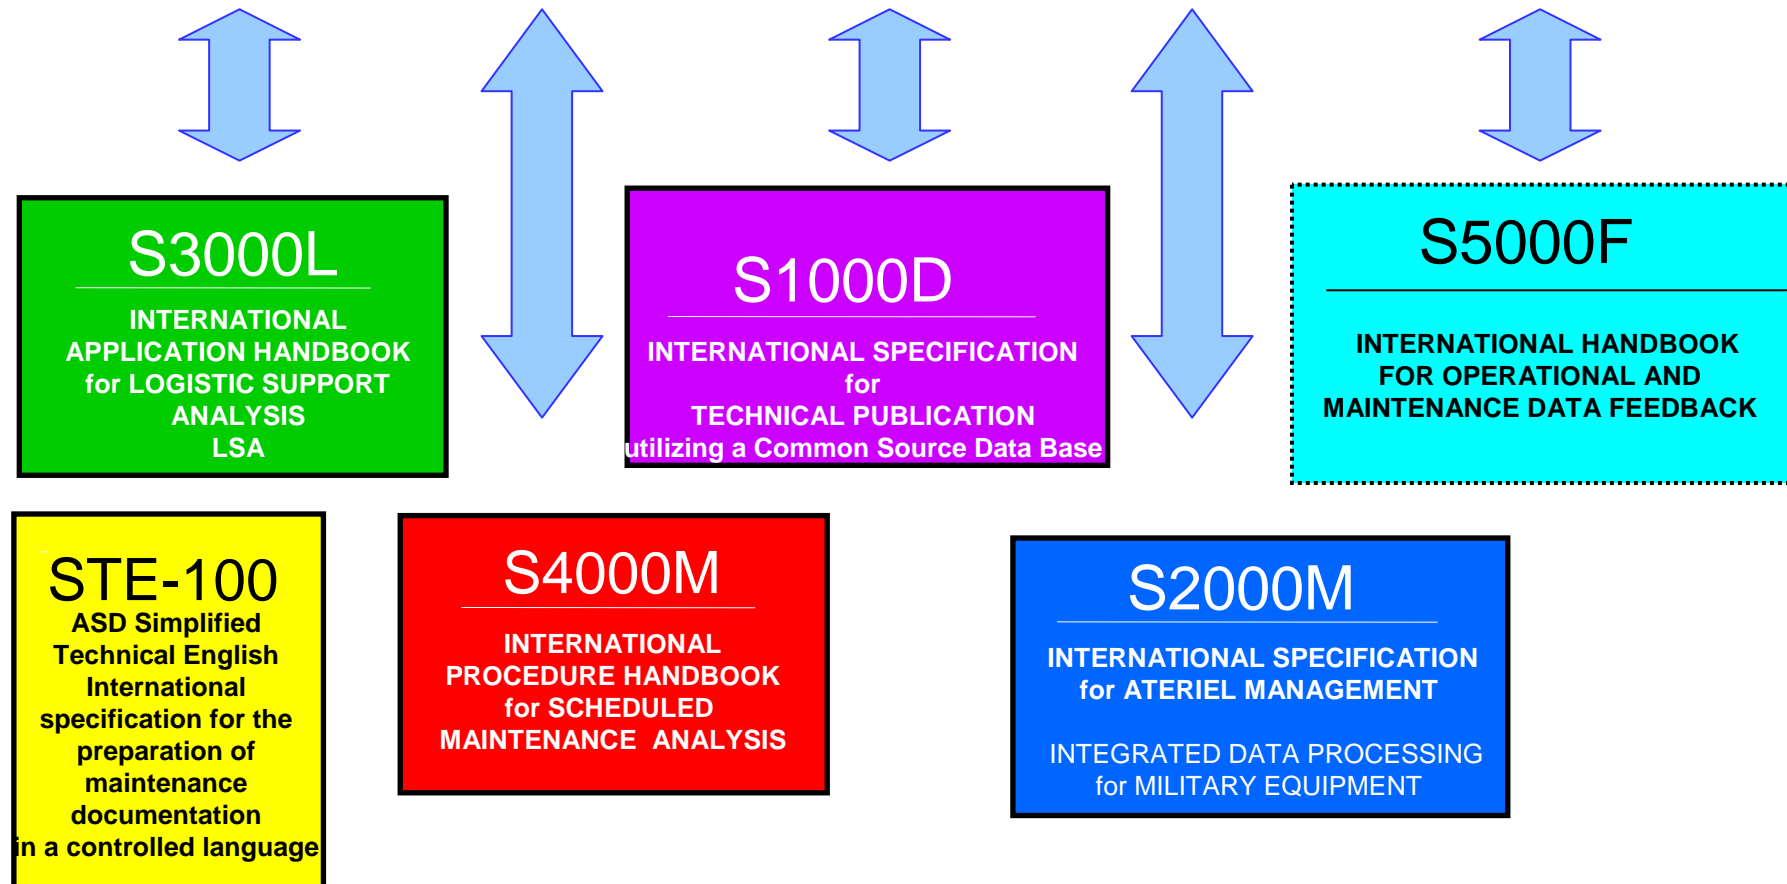 S3000L
INTERNATIONAL
APPLICATION HANDBOOK
for LOGISTIC SUPPORT
ANALYSIS
LSA
S1000D
INTERNATIONAL SPECIFICATION
for
TECHNICAL PUBLICATION
utilizing a Common Source Data Base
S5000F
INTERNATIONAL HANDBOOK
FOR OPERATIONAL AND
MAINTENANCE DATA FEEDBACK
STE-100
ASD Simplified
Technical English
International
specification for the
preparation of
maintenance
documentation
in a controlled language
S4000M
INTERNATIONAL
PROCEDURE HANDBOOK
for SCHEDULED
MAINTENANCE ANALYSIS
S2000M
INTERNATIONAL SPECIFICATION
for ATERIEL MANAGEMENT
INTEGRATED DATA PROCESSING
for MILITARY EQUIPMENT